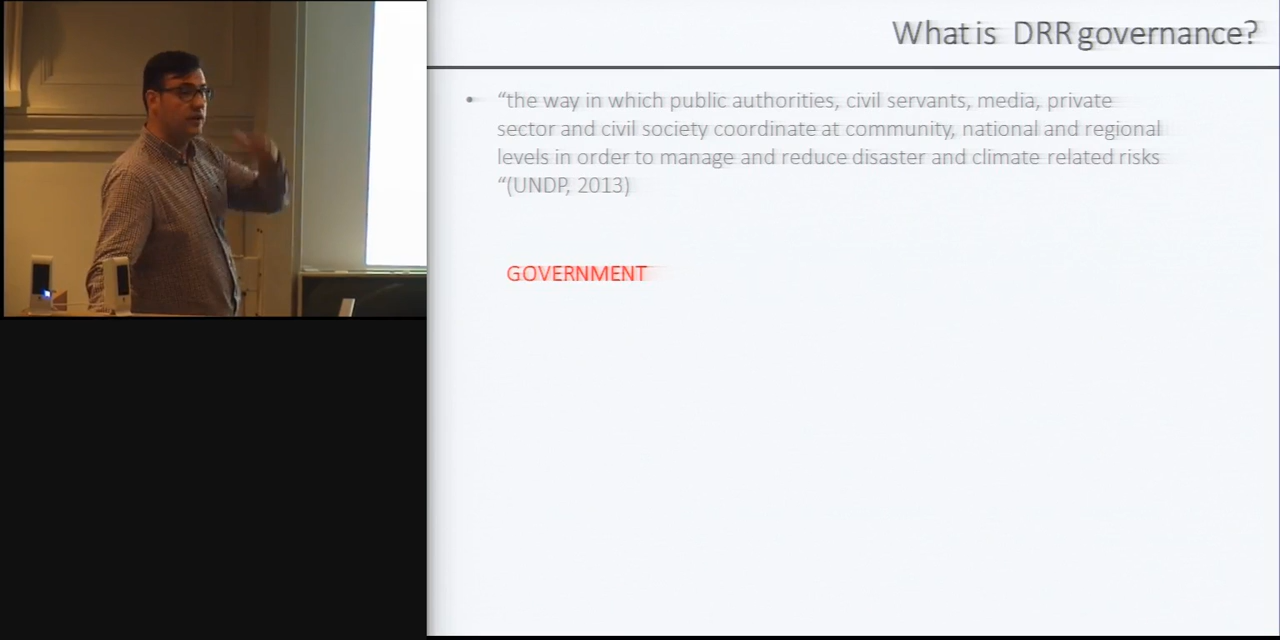 What is DRR governance?
• “the way in which public authorities, civil servants, media, private
sector and civil society coordinate at community, national and regional
levels in order to manage and reduce disaster and climate related risks
“(UNDP, 2013)
GOVERNMENT